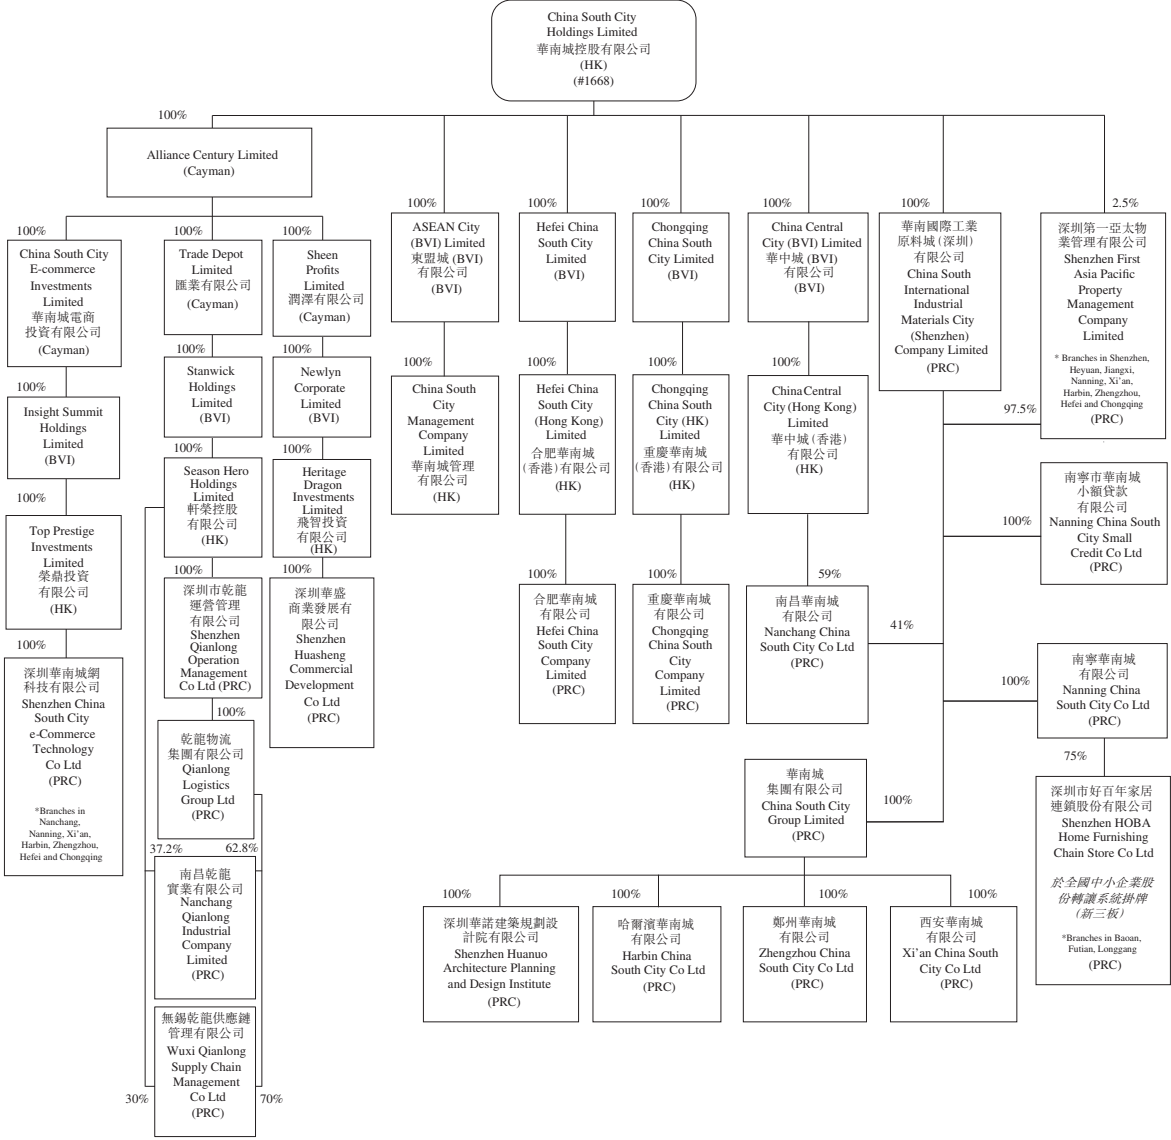 China South City
Holdings Limited
華南城控股有限公司
(HK)
(#1668)
100%
Alliance Century Limited
(Cayman)
100%
China South City
E-commerce
Investments
Limited
華南城電商
投資有限公司
(Cayman)
100%
Insight Summit
Holdings
Limited
(BVI)
100%
Top Prestige
Investments
Limited
榮鼎投資
有限公司
(HK)
100%
深圳華南城網
科技有限公司
Shenzhen China
South City
e-Commerce
Technology
Co Ltd
(PRC)
*Branches in
Nanchang,
Nanning, Xi'an,
Harbin, Zhengzhou,
Hefei and Chongqing
100%
Trade Depot
Limited
匯業有限公司
(Cayman)
100%
Stanwick
Holdings
Limited
(BVI)
100%
Season Hero
Holdings
Limited
軒榮控股
有限公司
(HK)
100%
深圳市乾龍
運營管理
有限公司
Shenzhen
Qianlong
Operation
Management
Co Ltd (PRC)
100%
乾龍物流
集團有限公司
Qianlong
Logistics
Group Ltd
(PRC)
37.2%
62.8%
南昌乾龍
實業有限公司
Nanchang
Qianlong
Industrial
Company
Limited
(PRC)
無錫乾龍供應鏈
管理有限公司
Wuxi Qianlong
Supply Chain
Management
Co Ltd
(PRC)
30%
70%
100%
Sheen
Profits
Limited
潤澤有限公司
(Cayman)
100%
Newlyn
Corporate
Limited
(BVI)
100%
Heritage
Dragon
Investments
Limited
飛智投資
有限公司
(HK)
100%
深圳華盛
商業發展有
限公司
Shenzhen
Huasheng
Commercial
Development
Co Ltd
(PRC)
100%
ASEAN City
(BVI) Limited
東盟城 (BVI)
有限公司
(BVI)
100%
China South
City
Management
Company
Limited
華南城管理
有限公司
(HK)
100%
Hefei China
South City
Limited
(BVI)
100%
Hefei China
South City
(Hong Kong)
Limited
合肥華南城
(香港)有限公司
(HK)
100%
合肥華南城
有限公司
Hefei China
South City
Company
Limited
(PRC)
100%
Chongqing
China South
City Limited
(BVI)
100%
Chongqing
China South
City (HK)
Limited
重慶華南城
(香港)有限公司
(HK)
100%
重慶華南城
有限公司
Chongqing
China South
City
Company
Limited
(PRC)
100%
China Central
City (BVI) Limited
華中城 (BVI)
有限公司
(BVI)
100%
China Central
City (Hong Kong)
Limited
華中城(香港)
有限公司
(HK)
59%
南昌華南城
有限公司
Nanchang China
South City Co Ltd
(PRC)
41%
100%
華南國際工業
原料城(深圳)
有限公司
China South
International
Industrial
Materials City
(Shenzhen)
Company Limited
(PRC)
2.5%
深圳第一亞太物
業管理有限公司
Shenzhen First
Asia Pacific
Property
Management
Company
Limited
* Branches in Shenzhen,
Heyuan, Jiangxi,
Nanning, Xi'an,
Harbin, Zhengzhou,
Hefei and Chongqing
(PRC)
97.5%
100%
南寧市華南城
小額貸款
有限公司
Nanning China South
City Small
Credit Co Ltd
(PRC)
100%
南寧華南城
有限公司
Nanning China
South City Co Ltd
(PRC)
75%
深圳市好百年家居
連鎖股份有限公司
Shenzhen HOBA
Home Furnishing
Chain Store Co Ltd
於全國中小企業股
份轉讓系統掛牌
(新三板)
*Branches in Baoan,
Futian, Longgang
(PRC)
100%
華南城
集團有限公司
China South City
Group Limited
(PRC)
100%
深圳華諾建築規劃設
計院有限公司
Shenzhen Huanuo
Architecture Planning
and Design Institute
(PRC)
100%
哈爾濱華南城
有限公司
Harbin China
South City Co Ltd
(PRC)
100%
鄭州華南城
有限公司
Zhengzhou China
South City Co Ltd
(PRC)
100%
西安華南城
有限公司
Xi'an China South
City Co Ltd
(PRC)